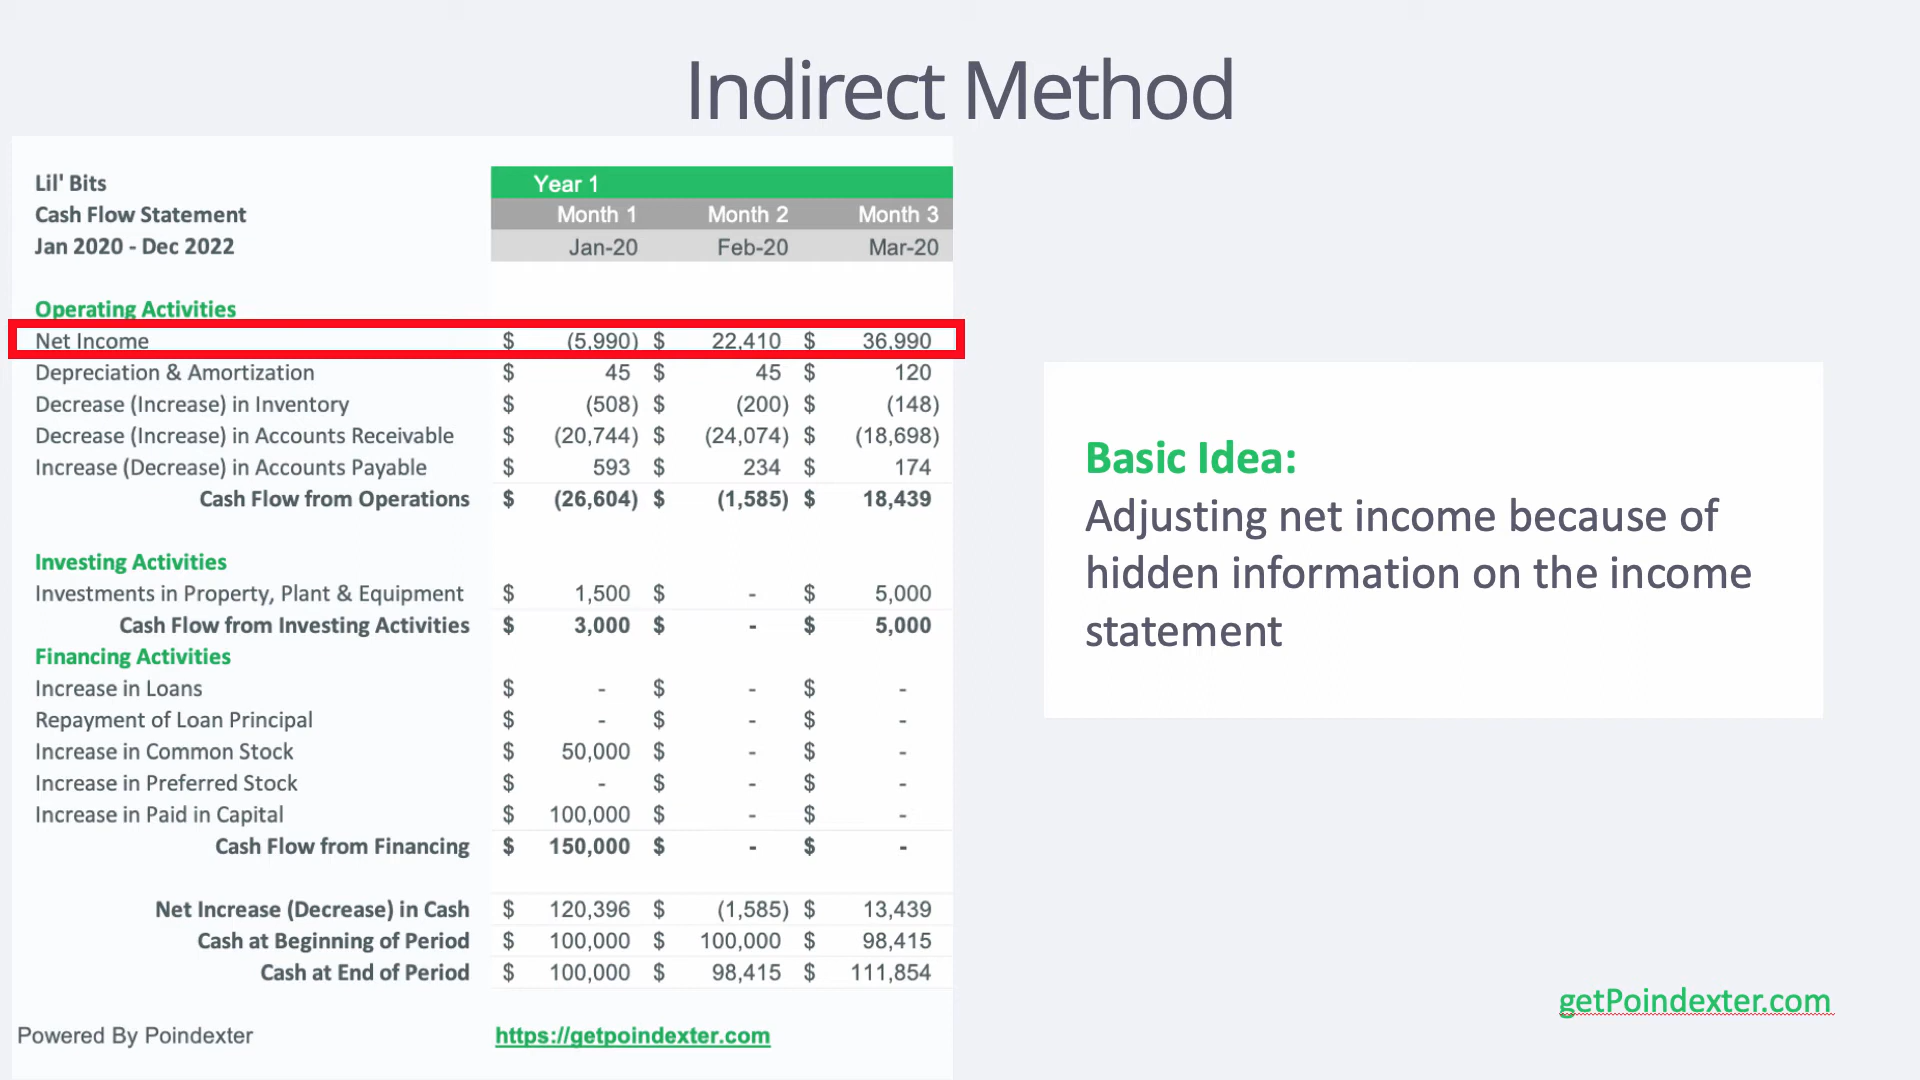 Indirect Method
Lil' Bits Year 1
Cash Flow Statement Month 1 Month 2 Month 3
Jan 2020 - Dec 2022 Jan-20 Feb-20 Mar-20
Operating Activities
Net Income $ (5,990) $ 22,410 $ 36,990
Depreciation & Amortization $ 45 $ 45 $ 120
Decrease (Increase) in Inventory $ (508) $ (200) $ (148)
Decrease (Increase) in Accounts Receivable $ (20,744) $ (24,074) $ (18,698)
Increase (Decrease) in Accounts Payable $ 593 $ 234 $ 174
Cash Flow from Operations $ (26,604) $ (1,585) $ 18,439
Investing Activities
Investments in Property, Plant & Equipment $ 1,500 $ - $ 5,000
Cash Flow from Investing Activities $ 3,000 $ - $ 5,000
Financing Activities
Increase in Loans $ - $ - $ -
Repayment of Loan Principal $ - $ - $ -
Increase in Common Stock $ 50,000 $ - $ -
Increase in Preferred Stock $ - $ - $ -
Increase in Paid in Capital $ 100,000 $ - $ -
Cash Flow from Financing $ 150,000 $ - $ -
Net Increase (Decrease) in Cash $ 120,396 $ (1,585) $ 13,439
Cash at Beginning of Period $ 100,000 $ 100,000 $ 98,415
Cash at End of Period $ 100,000 $ 98,415 $ 111,854
Powered By Poindexter https://getpoindexter.com
Basic Idea:
Adjusting net income because of
hidden information on the income
statement
getPoindexter.com